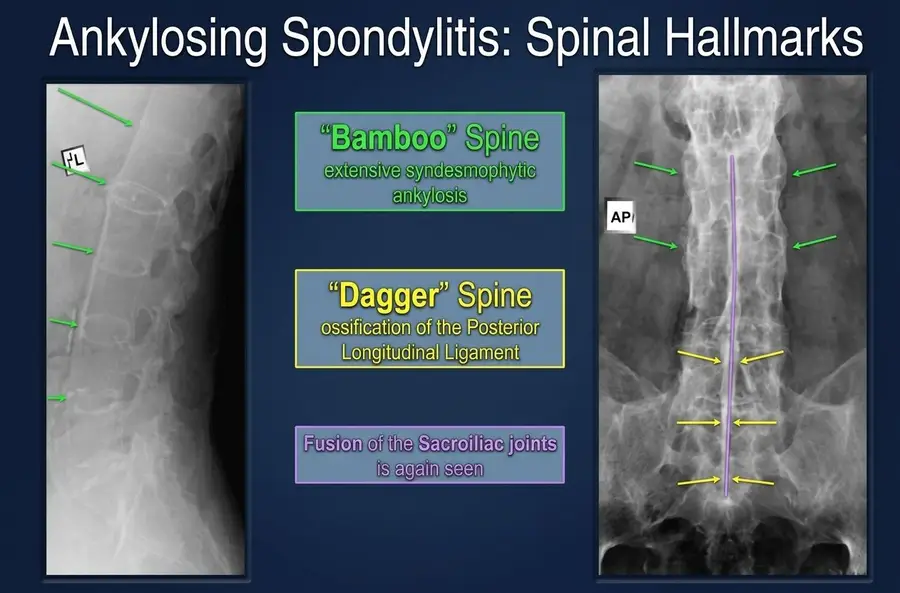 Ankylosing Spondylitis: Spinal Hallmarks
“Bamboo” Spine
extensive syndesmophytic
ankylosis
“Dagger” Spine
ossification of the Posterior
Longitudinal Ligament
Fusion of the Sacroiliac joints
is again seen
AP